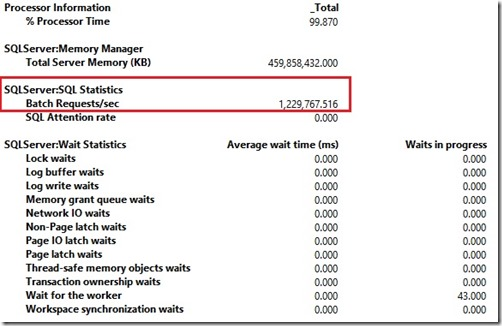 Processor Information _Total
% Processor Time 99.870
SQLServer:Memory Manager
Total Server Memory (KB) 459,858,432.000
SQLServer:SQL Statistics
Batch Requests/sec 1,229,767.516
SQL Attention rate 0.000
SQLServer:Wait Statistics Average wait time (ms) Waits in progress
Lock waits 0.000 0.000
Log buffer waits 0.000 0.000
Log write waits 0.000 0.000
Memory grant queue waits 0.000 0.000
Network IO waits 0.000 0.000
Non-Page latch waits 0.000 0.000
Page IO latch waits 0.000 0.000
Page latch waits 0.000 0.000
Thread-safe memory objects waits 0.000 0.000
Transaction ownership waits 0.000 0.000
Wait for the worker 0.000 43.000
Workspace synchronization waits 0.000 0.000